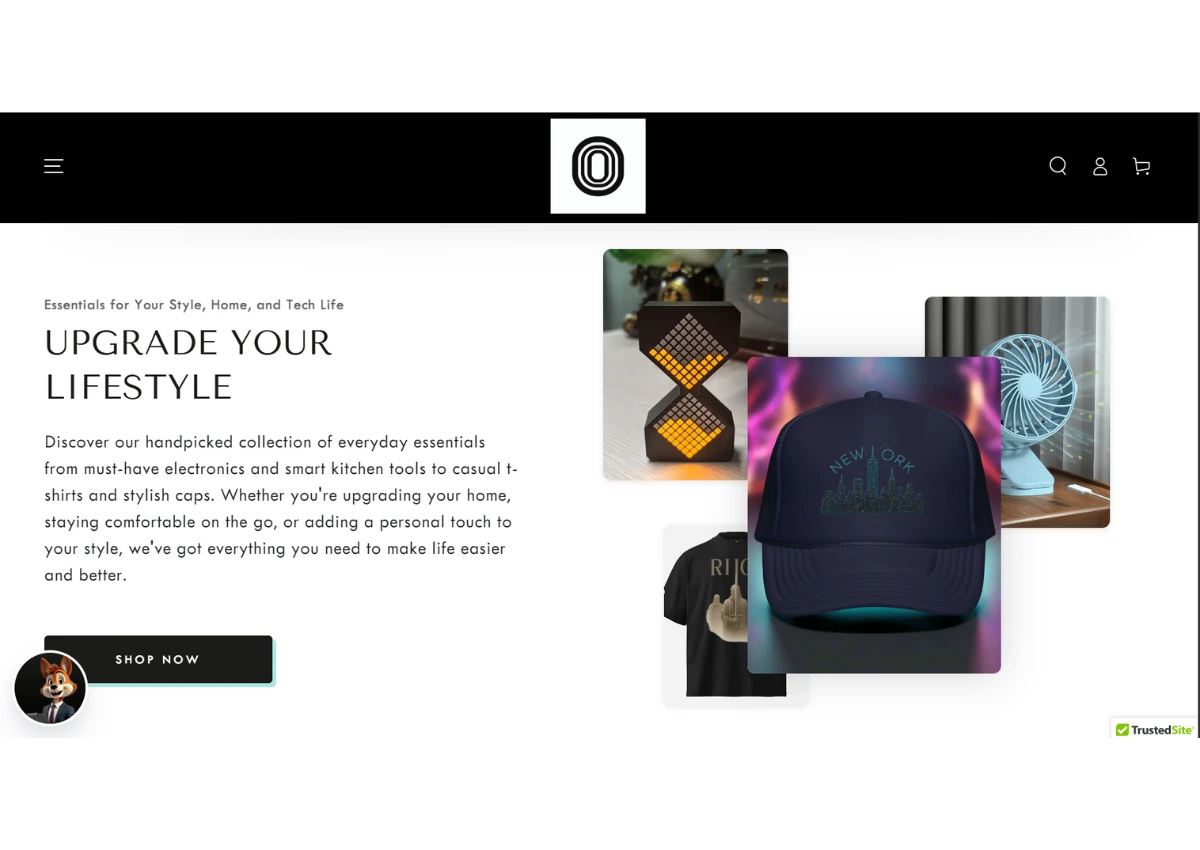 Essentials for Your Style, Home, and Tech Life
UPGRADE YOUR
LIFESTYLE
Discover our handpicked collection of everyday essentials
from must-have electronics and smart kitchen tools to casual t-
shirts and stylish caps. Whether you're upgrading your home,
staying comfortable on the go, or adding a personal touch to
your style, we've got everything you need to make life easier
and better.
SHOP NOW
NEW YORK
TrustedSite